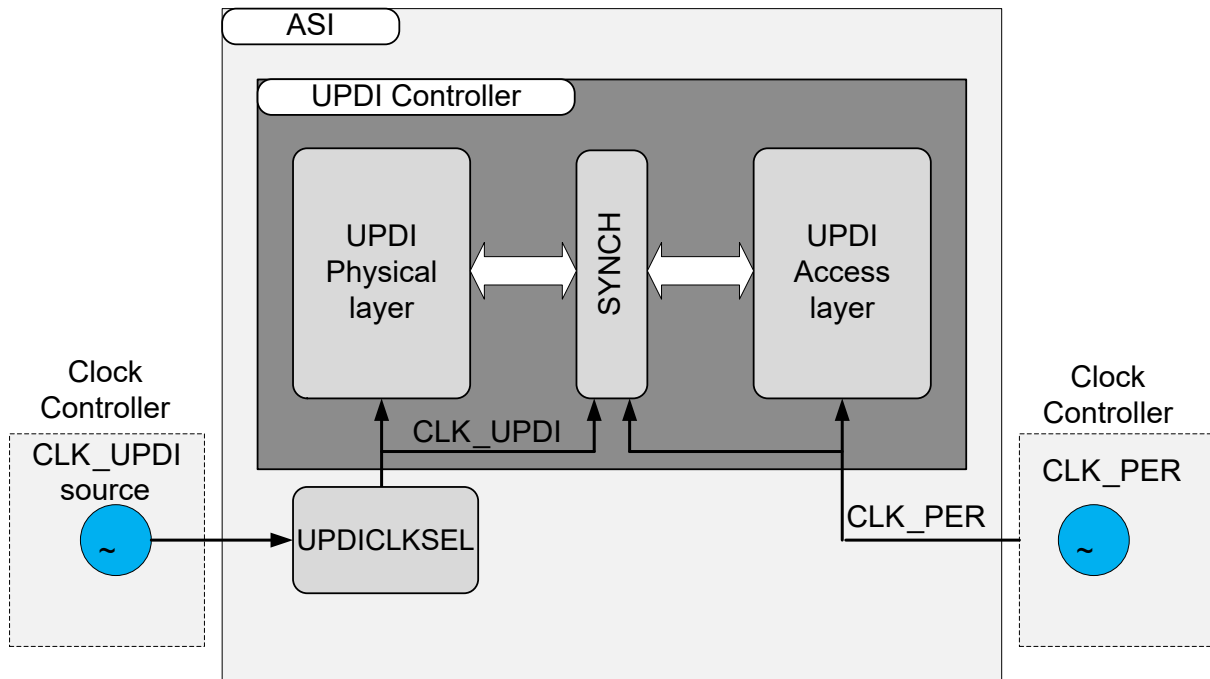 ASI
UPDI Controller
UPDI
Physical
layer
SYNCH
UPDI
Access
layer
Clock
Controller
CLK_UPDI
source
~
CLK_UPDI
UPDICLKSEL
CLK_PER
Clock
Controller
CLK_PER
~